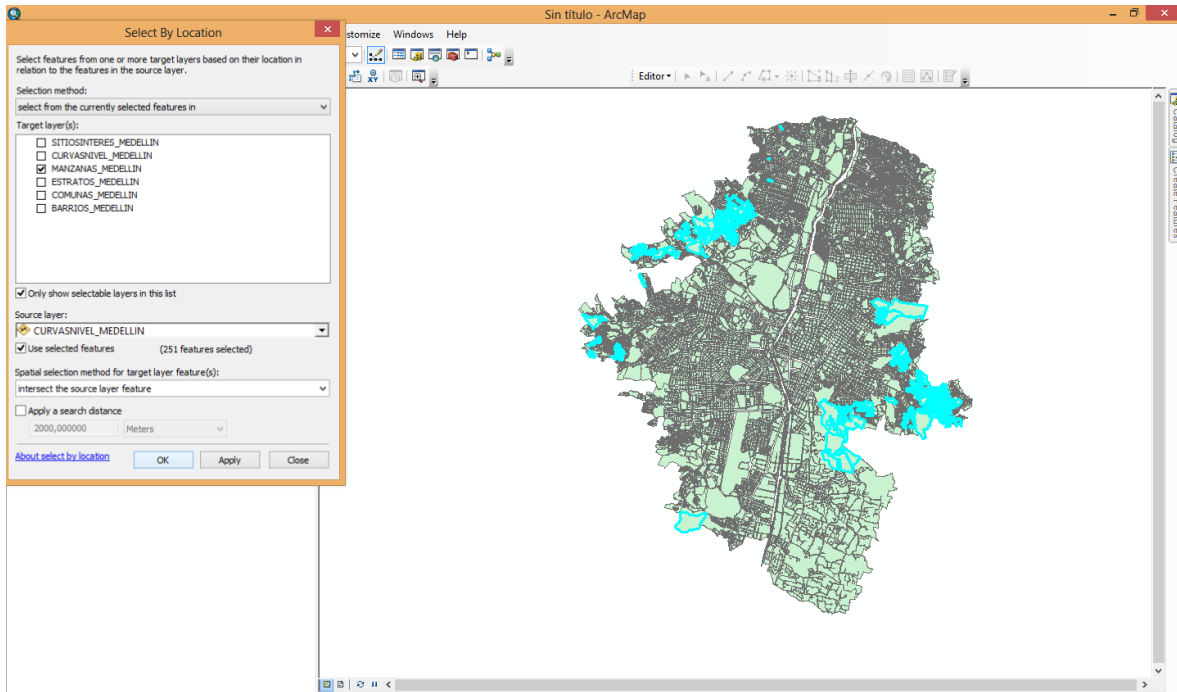 Sin título - ArcMap
Select By Location
stomize Windows Help
Select features from one or more target layers based on their location in
relation to the features in the source layer.
Selection method:
select from the currently selected features in
Target layer(s):
SITIOSINTERES_MEDELLIN
CURVASNIVEL_MEDELLIN
MANZANAS_MEDELLIN
ESTRATOS_MEDELLIN
COMUNAS_MEDELLIN
BARRIOS_MEDELLIN
Only show selectable layers in this list
Source layer:
CURVASNIVEL_MEDELLIN
Use selected features (251 features selected)
Spatial selection method for target layer feature(s):
intersect the source layer feature
Apply a search distance
2000,000000 Meters
About select by location OK Apply Close
XY
Editor
Catalog
Create Features